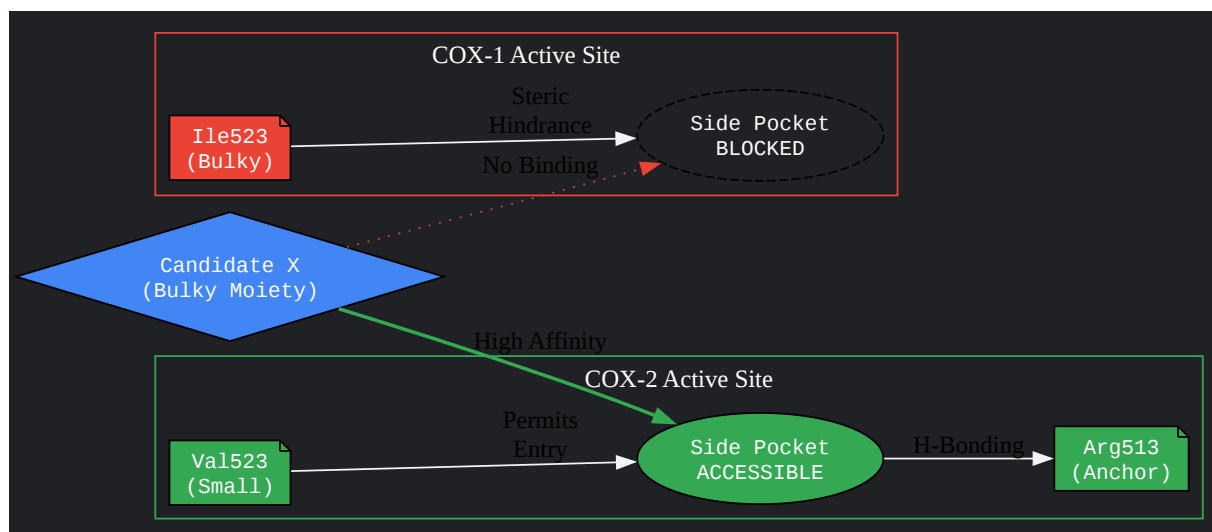 COX-1 Active Site
Steric
Hindrance
Ile523
(Bulky)
Side Pocket
BLOCKED
No Binding
Candidate X
(Bulky Moiety)
High Affinity
COX-2 Active Site
Permits
Entry
Val523
(Small)
Side Pocket
ACCESSIBLE
H-Bonding
Arg513
(Anchor)